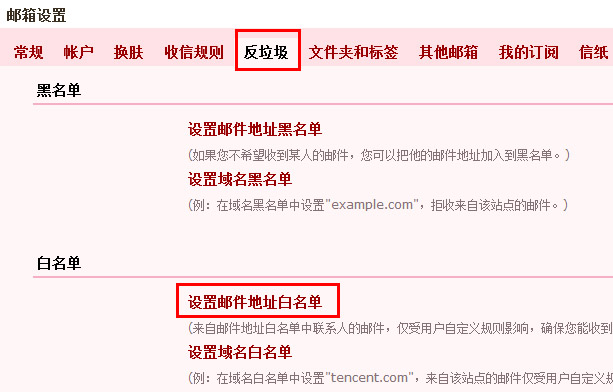 邮箱设置
常规 帐户 换肤 收信规则 反垃圾 文件夹和标签 其他邮箱 我的订阅 信纸
黑名单
设置邮件地址黑名单
(如果您不希望收到某人的邮件，您可以把他的邮件地址加入到黑名单。)
设置域名黑名单
(例：在域名黑名单中设置"example.com"，拒收来自该站点的邮件。)
白名单
设置邮件地址白名单
(来自邮件地址白名单中联系人的邮件，仅受用户自定义规则影响，确保您能收到
设置域名白名单
(例：在域名白名单中设置"tencent.com"，来自该站点的邮件仅受用户自定义规